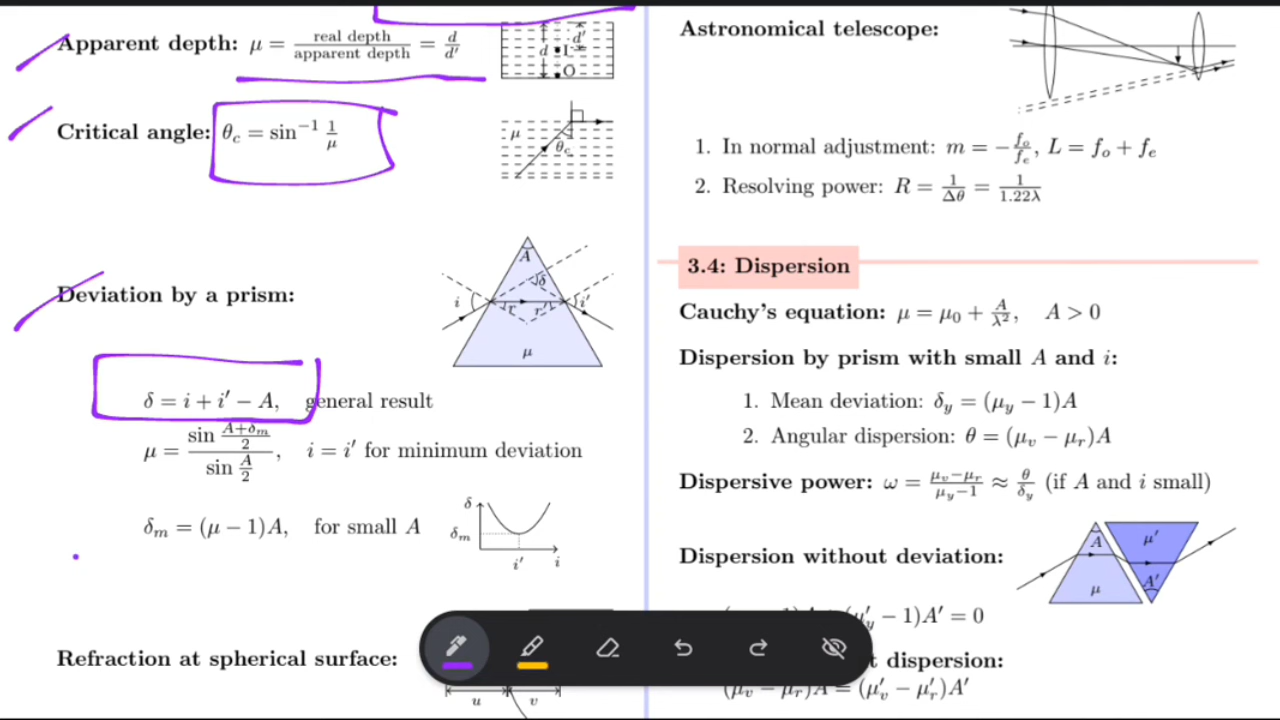 Apparent depth: μ = real depth / apparent depth = d / d′
d
d′
I
O
Critical angle: θc = sin⁻¹ 1/μ
μ
θc
Deviation by a prism:
A
δ
i
r
r′
i′
μ
δ = i + i′ − A, general result
μ = sin (A+δm)/2 / sin A/2, i = i′ for minimum deviation
δm = (μ − 1)A, for small A
δ
δm
i′
i
Refraction at spherical surface:
u
v
Astronomical telescope:
1. In normal adjustment: m = −fo/fe, L = fo + fe
2. Resolving power: R = 1/Δθ = 1/1.22λ
3.4: Dispersion
Cauchy's equation: μ = μ0 + A/λ², A > 0
Dispersion by prism with small A and i:
1. Mean deviation: δy = (μy − 1)A
2. Angular dispersion: θ = (μv − μr)A
Dispersive power: ω = (μv−μr)/(μy−1) ≈ θ/δy (if A and i small)
Dispersion without deviation:
A
μ′
μ
A′
− 1)A′ = 0
dispersion:
(μv − μr)A = (μ′v − μ′r)A′